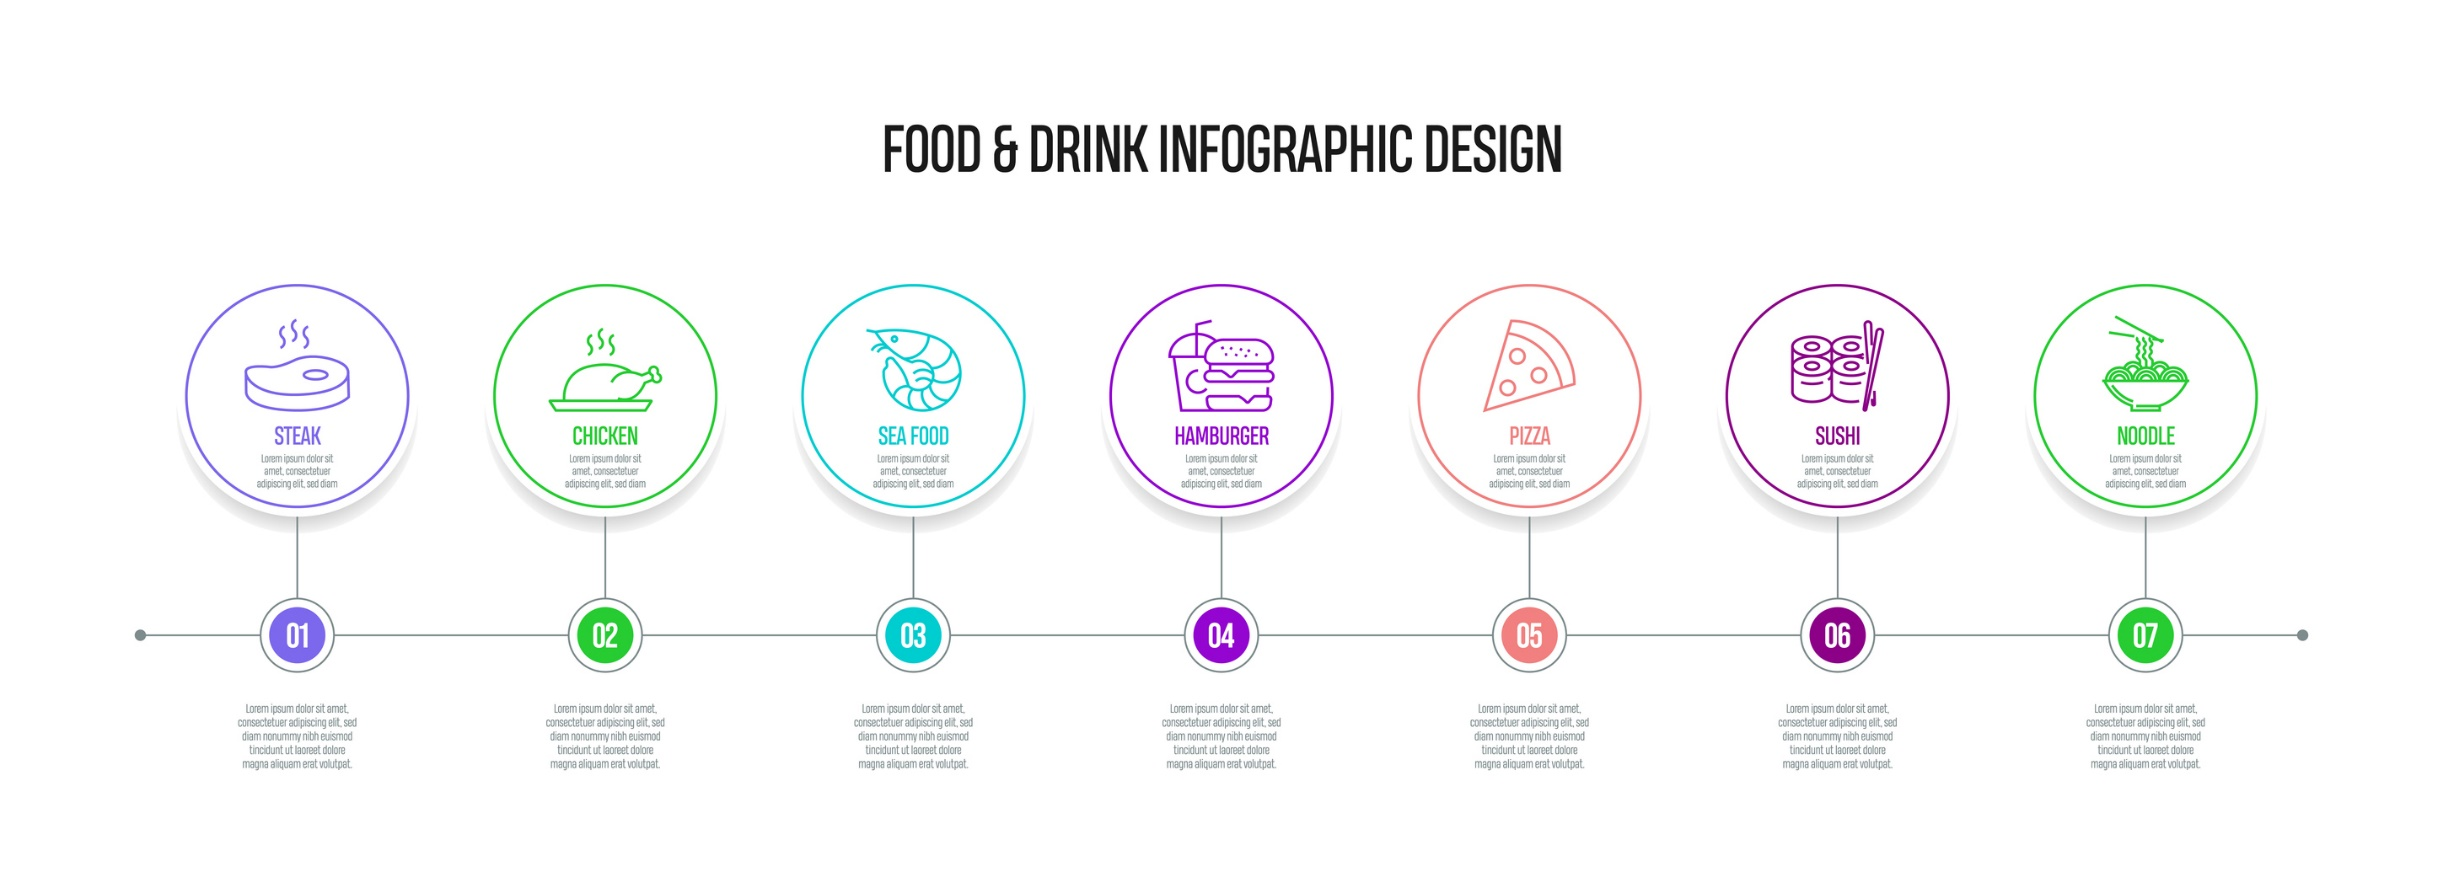 FOOD & DRINK INFOGRAPHIC DESIGN
STEAK
Lorem ipsum dolor sit
amet, consectetuer
adipiscing elit, sed diam
CHICKEN
Lorem ipsum dolor sit
amet, consectetuer
adipiscing elit, sed diam
SEA FOOD
Lorem ipsum dolor sit
amet, consectetuer
adipiscing elit, sed diam
HAMBURGER
Lorem ipsum dolor sit
amet, consectetuer
adipiscing elit, sed diam
PIZZA
Lorem ipsum dolor sit
amet, consectetuer
adipiscing elit, sed diam
SUSHI
Lorem ipsum dolor sit
amet, consectetuer
adipiscing elit, sed diam
NOODLE
Lorem ipsum dolor sit
amet, consectetuer
adipiscing elit, sed diam
01
02
03
04
05
06
07
Lorem ipsum dolor sit amet,
consectetuer adipiscing elit, sed
diam nonummy nibh euismod
tincidunt ut laoreet dolore
magna aliquam erat volutpat.
Lorem ipsum dolor sit amet,
consectetuer adipiscing elit, sed
diam nonummy nibh euismod
tincidunt ut laoreet dolore
magna aliquam erat volutpat.
Lorem ipsum dolor sit amet,
consectetuer adipiscing elit, sed
diam nonummy nibh euismod
tincidunt ut laoreet dolore
magna aliquam erat volutpat.
Lorem ipsum dolor sit amet,
consectetuer adipiscing elit, sed
diam nonummy nibh euismod
tincidunt ut laoreet dolore
magna aliquam erat volutpat.
Lorem ipsum dolor sit amet,
consectetuer adipiscing elit, sed
diam nonummy nibh euismod
tincidunt ut laoreet dolore
magna aliquam erat volutpat.
Lorem ipsum dolor sit amet,
consectetuer adipiscing elit, sed
diam nonummy nibh euismod
tincidunt ut laoreet dolore
magna aliquam erat volutpat.
Lorem ipsum dolor sit amet,
consectetuer adipiscing elit, sed
diam nonummy nibh euismod
tincidunt ut laoreet dolore
magna aliquam erat volutpat.